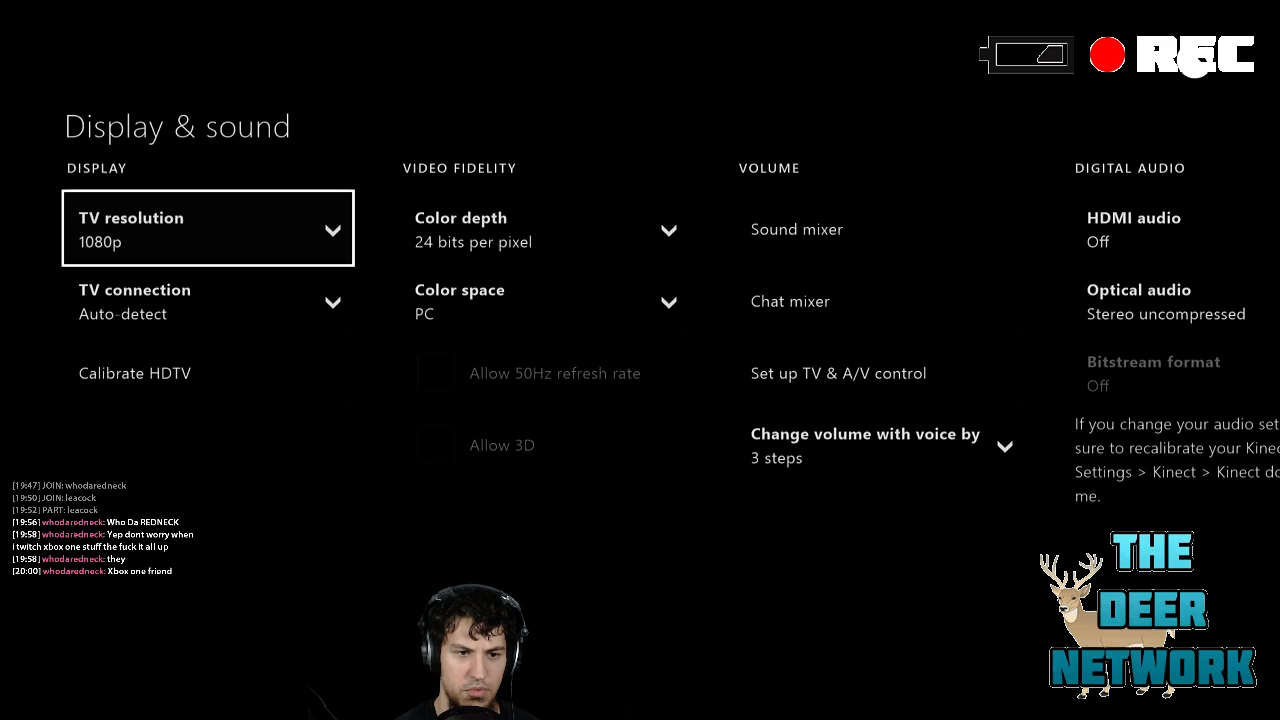 REC
Display & sound
DISPLAY
TV resolution
1080p
TV connection
Auto-detect
Calibrate HDTV
VIDEO FIDELITY
Color depth
24 bits per pixel
Color space
PC
Allow 50Hz refresh rate
Allow 3D
VOLUME
Sound mixer
Chat mixer
Set up TV & A/V control
Change volume with voice by
3 steps
DIGITAL AUDIO
HDMI audio
Off
Optical audio
Stereo uncompressed
Bitstream format
Off
If you change your audio set
sure to recalibrate your Kinec
Settings > Kinect > Kinect do
me.
[19:47] JOIN: whodaredneck
[19:50] JOIN: leacock
[19:52] PART: leacock
[19:56] whodaredneck: Who Da REDNECK
[19:58] whodaredneck: Yep dont worry when
i twitch xbox one stuff the fuck it all up
[19:58] whodaredneck: they
[20:00] whodaredneck: Xbox one friend
THE
DEER
NETWORK